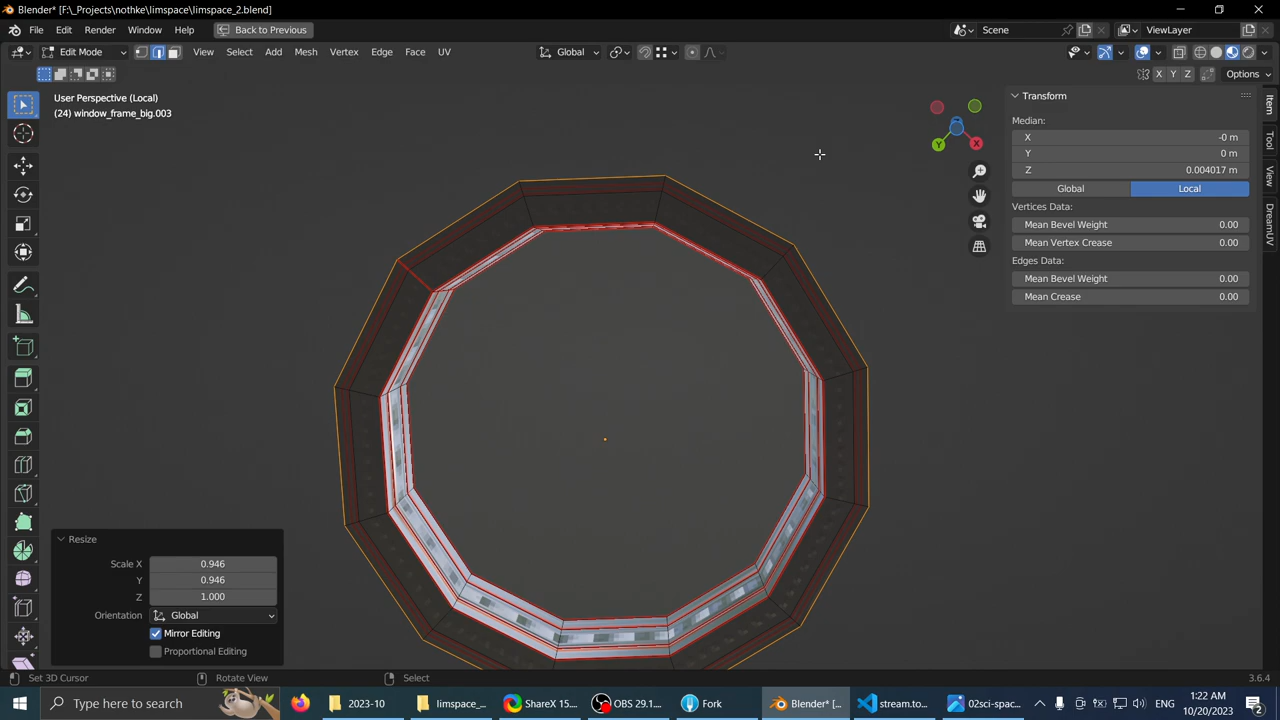 Blender* [F:\_Projects\nothke\limspace\limspace_2.blend]
File Edit Render Window Help Back to Previous Scene ViewLayer
Edit Mode View Select Add Mesh Vertex Edge Face UV Global
X Y Z Options
User Perspective (Local)
(24) window_frame_big.003
Y X
Transform
Median:
X -0 m
Y 0 m
Z 0.004017 m
Global Local
Vertices Data:
Mean Bevel Weight 0.00
Mean Vertex Crease 0.00
Edges Data:
Mean Bevel Weight 0.00
Mean Crease 0.00
Item
Tool
View
DreamUV
Resize
Scale X 0.946
Y 0.946
Z 1.000
Orientation Global
Mirror Editing
Proportional Editing
Set 3D Cursor Rotate View Select 3.6.4
Type here to search 2023-10 limspace_... ShareX 15.... OBS 29.1.... Fork Blender* [... stream.to... 02sci-spac... ENG 1:22 AM 10/20/2023 2